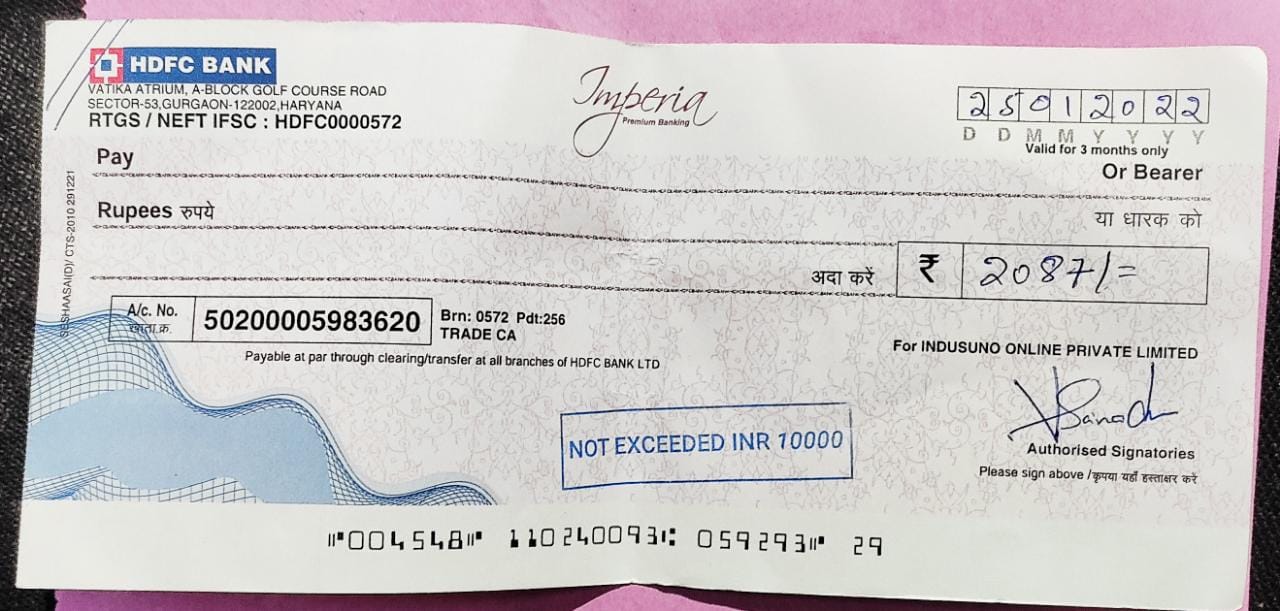 HDFC BANK
VATIKA ATRIUM, A-BLOCK GOLF COURSE ROAD
SECTOR-53,GURGAON-122002,HARYANA
RTGS / NEFT IFSC : HDFC0000572
Imperia
Premium Banking
25012022
D D M M Y Y Y Y
Valid for 3 months only
Pay
Or Bearer
Rupees रुपये
या धारक को
अदा करें
₹ 2087/=
SESHAASAI(D)/ CTS-2010 291221
A/c. No.
खाता.क्र.
50200005983620
Brn: 0572 Pdt:256
TRADE CA
Payable at par through clearing/transfer at all branches of HDFC BANK LTD
For INDUSUNO ONLINE PRIVATE LIMITED
NOT EXCEEDED INR 10000
Authorised Signatories
Please sign above /कृपया यहाँ हस्ताक्षर करें
⑈004548⑈ 110240093⑆ 059293⑈ 29